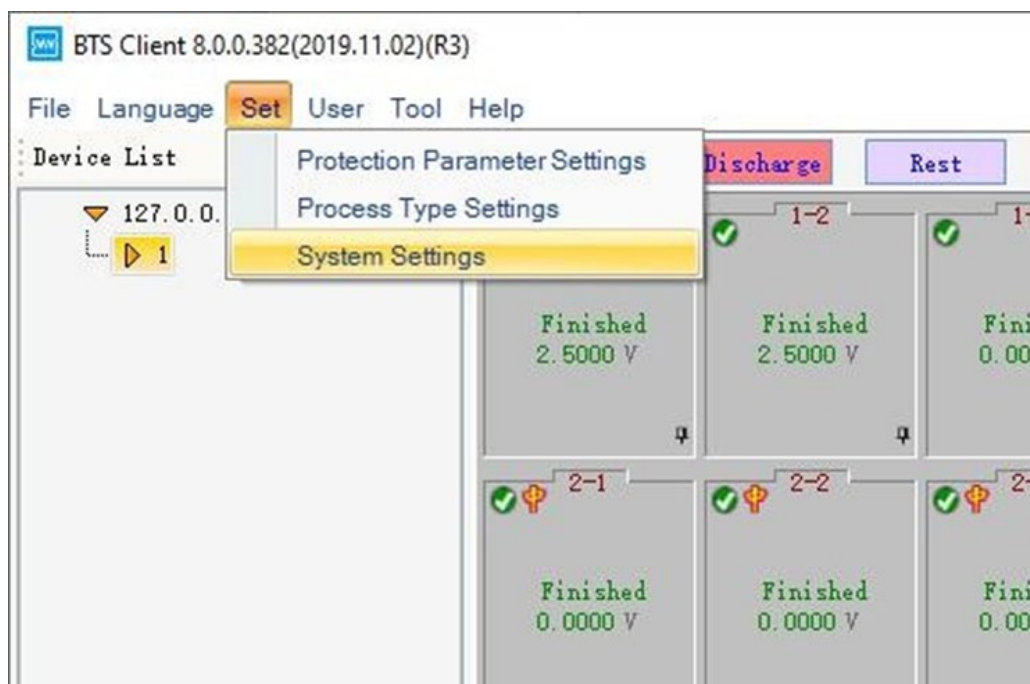 BTS Client 8.0.0.382(2019.11.02)(R3)
File Language Set User Tool Help
Device List
Protection Parameter Settings
Process Type Settings
System Settings
Discharge Rest
127.0.0.
1
1-2
Finished Finished
2.5000 V 2.5000 V
2-1 2-2
Finished Finished
0.0000 V 0.0000 V